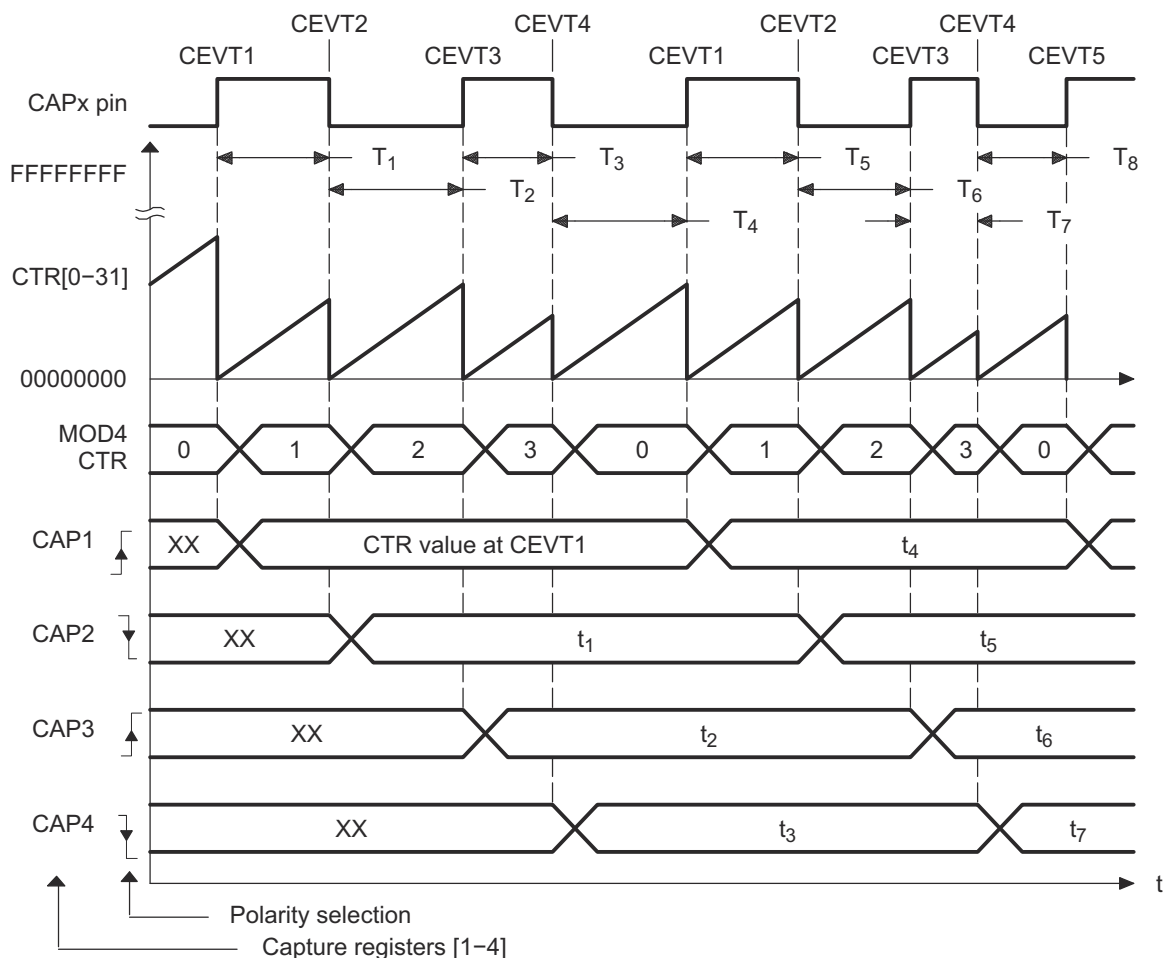 CEVT2 CEVT4 CEVT2 CEVT4
CEVT1 CEVT3 CEVT1 CEVT3 CEVT5
CAPx pin
T1 T3 T5 T8
FFFFFFFF
T2 T6
T4 T7
CTR[0−31]
00000000
MOD4
CTR
0 1 2 3 0 1 2 3 0
CAP1 XX CTR value at CEVT1 t4
CAP2 XX t1 t5
CAP3 XX t2 t6
CAP4 XX t3 t7
t
Polarity selection
Capture registers [1−4]